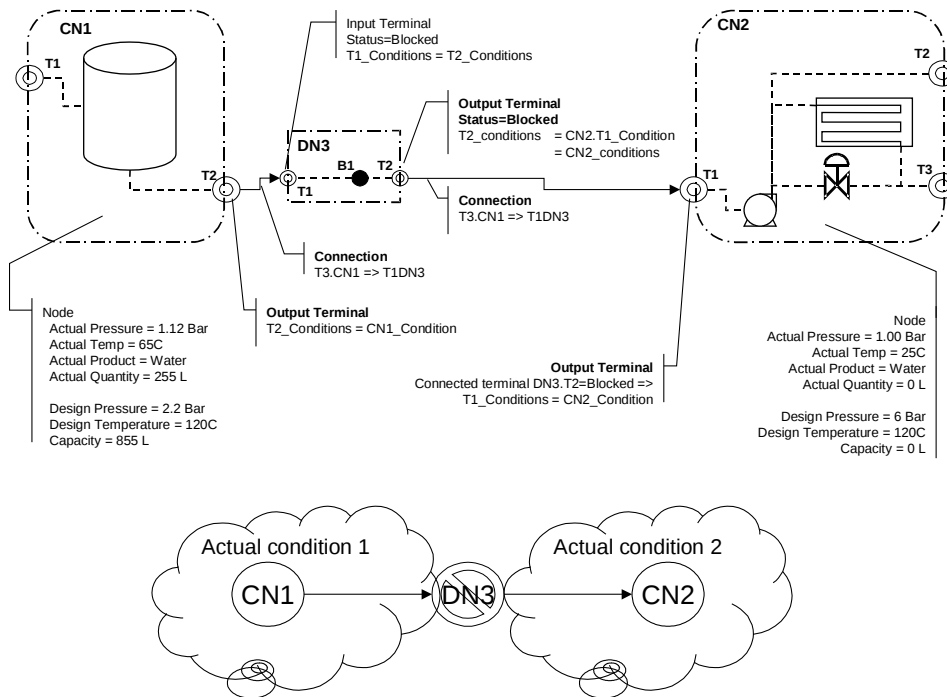 CN1
T1
T2
Input Terminal
Status=Blocked
T1_Conditions = T2_Conditions
DN3
B1
T2
T1
Output Terminal
Status=Blocked
T2_conditions = CN2.T1_Condition
= CN2_conditions
Connection
T3.CN1 => T1DN3
Connection
T3.CN1 => T1DN3
CN2
T2
T1
T3
Node
Actual Pressure = 1.12 Bar
Actual Temp = 65C
Actual Product = Water
Actual Quantity = 255 L
Design Pressure = 2.2 Bar
Design Temperature = 120C
Capacity = 855 L
Output Terminal
T2_Conditions = CN1_Condition
Output Terminal
Connected terminal DN3.T2=Blocked =>
T1_Conditions = CN2_Condition
Node
Actual Pressure = 1.00 Bar
Actual Temp = 25C
Actual Product = Water
Actual Quantity = 0 L
Design Pressure = 6 Bar
Design Temperature = 120C
Capacity = 0 L
Actual condition 1
CN1
DN3
Actual condition 2
CN2